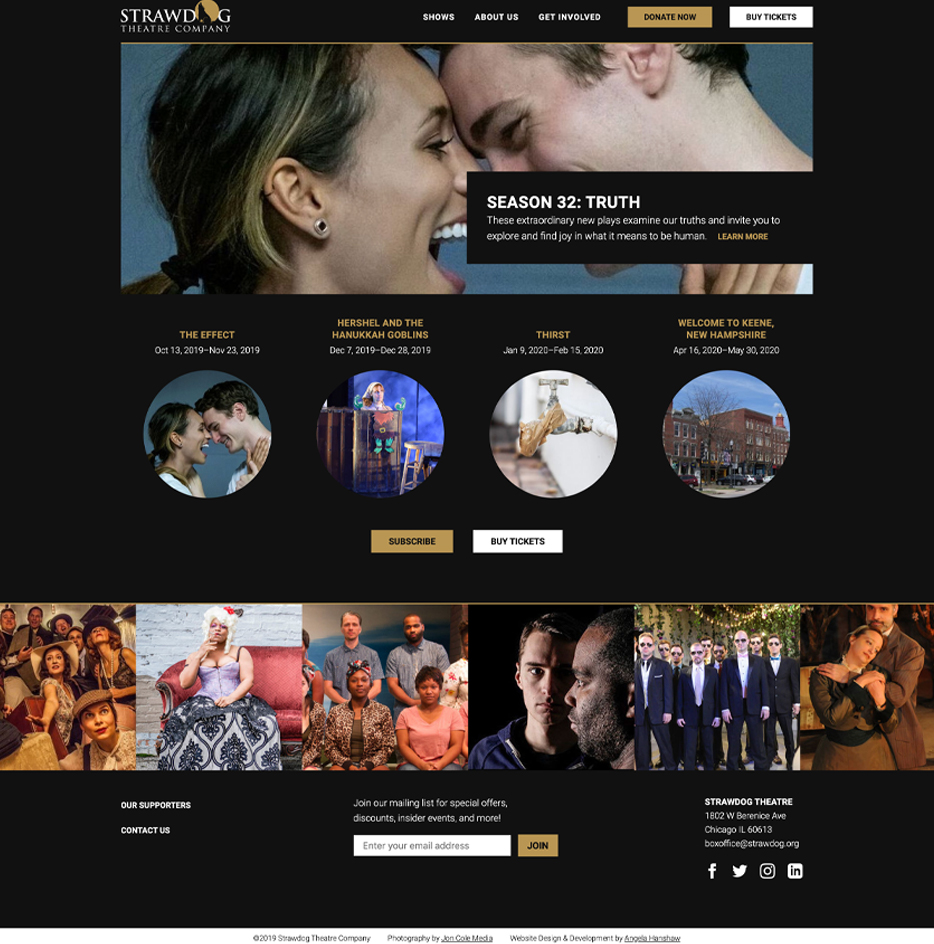 STRAWDOG
THEATRE COMPANY
SHOWS
ABOUT US
GET INVOLVED
DONATE NOW
BUY TICKETS
SEASON 32: TRUTH
These extraordinary new plays examine our truths and invite you to
explore and find joy in what it means to be human. LEARN MORE
THE EFFECT
Oct 13, 2019–Nov 23, 2019
HERSHEL AND THE
HANUKKAH GOBLINS
Dec 7, 2019–Dec 28, 2019
THIRST
Jan 9, 2020–Feb 15, 2020
WELCOME TO KEENE,
NEW HAMPSHIRE
Apr 16, 2020–May 30, 2020
SUBSCRIBE
BUY TICKETS
OUR SUPPORTERS
CONTACT US
Join our mailing list for special offers,
discounts, insider events, and more!
Enter your email address
JOIN
STRAWDOG THEATRE
1802 W Berenice Ave
Chicago IL 60613
boxoffice@strawdog.org
©2019 Strawdog Theatre Company
Photography by Jon Cole Media
Website Design & Development by Angela Hanshaw